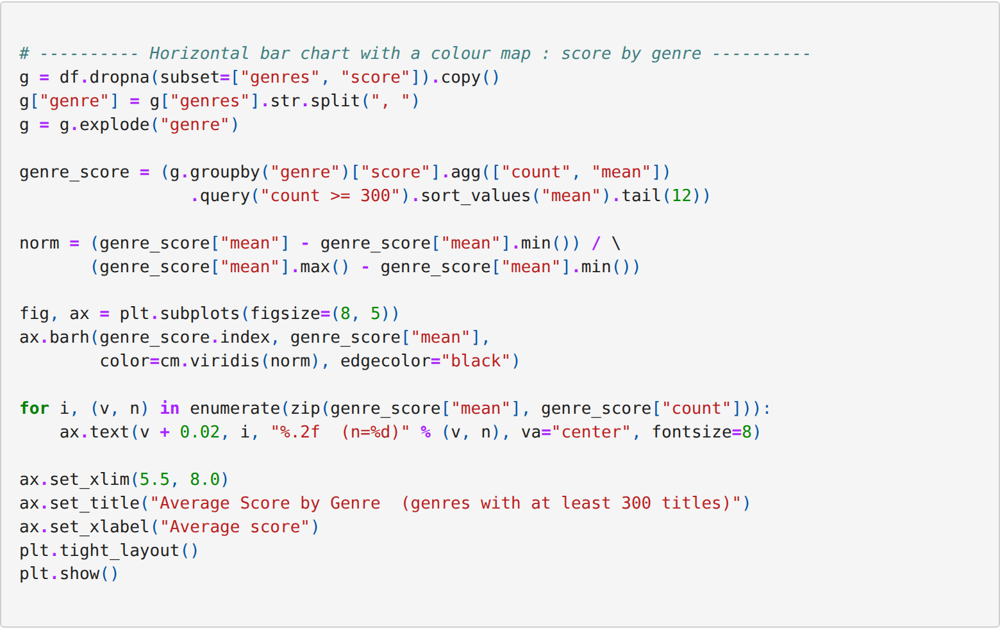 # ---------- Horizontal bar chart with a colour map : score by genre ----------
g = df.dropna(subset=["genres", "score"]).copy()
g["genre"] = g["genres"].str.split(", ")
g = g.explode("genre")

genre_score = (g.groupby("genre")["score"].agg(["count", "mean"])
                 .query("count >= 300").sort_values("mean").tail(12))

norm = (genre_score["mean"] - genre_score["mean"].min()) / \
       (genre_score["mean"].max() - genre_score["mean"].min())

fig, ax = plt.subplots(figsize=(8, 5))
ax.barh(genre_score.index, genre_score["mean"],
        color=cm.viridis(norm), edgecolor="black")

for i, (v, n) in enumerate(zip(genre_score["mean"], genre_score["count"])):
    ax.text(v + 0.02, i, "%.2f  (n=%d)" % (v, n), va="center", fontsize=8)

ax.set_xlim(5.5, 8.0)
ax.set_title("Average Score by Genre  (genres with at least 300 titles)")
ax.set_xlabel("Average score")
plt.tight_layout()
plt.show()